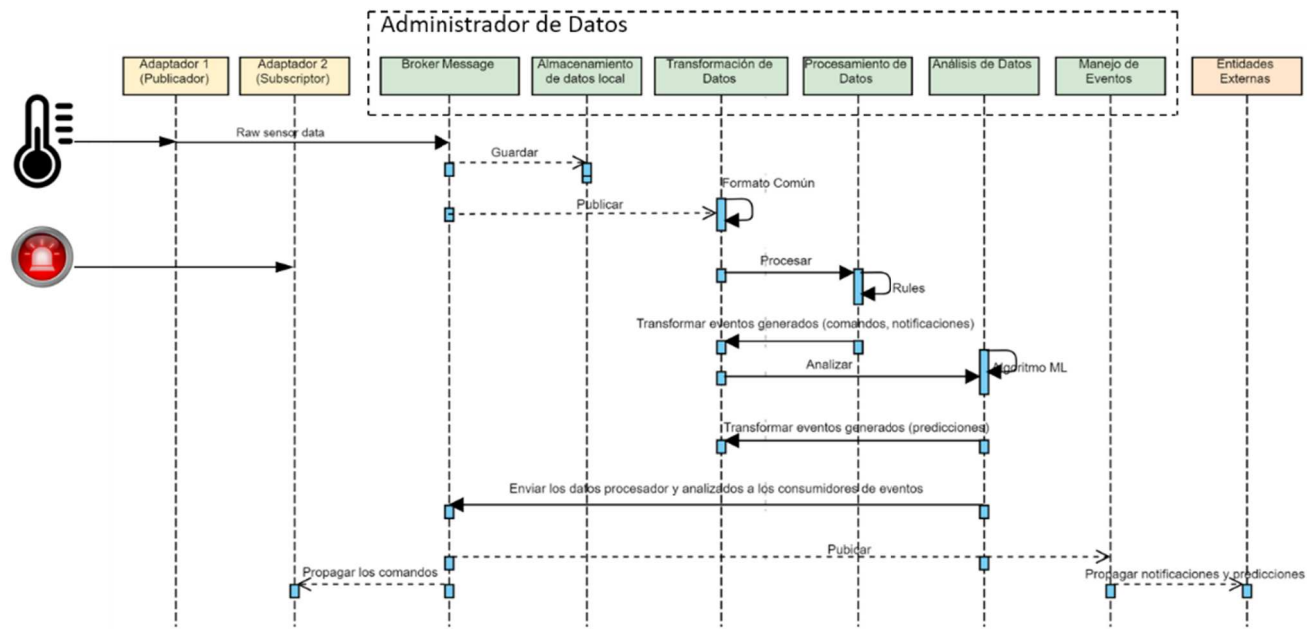 Administrador de Datos
Adaptador 1
(Publicador)
Adaptador 2
(Subscriptor)
Broker Message
Almacenamiento
de datos local
Transformación de
Datos
Procesamiento de
Datos
Análisis de Datos
Manejo de
Eventos
Entidades
Externas
Raw sensor data
Guardar
Formato Común
Publicar
Procesar
Rules
Transformar eventos generados (comandos, notificaciones)
Analizar
Algoritmo ML
Transformar eventos generados (predicciones)
Enviar los datos procesador y analizados a los consumidores de eventos
Pubicar
Propagar los comandos
Propagar notificaciones y predicciones